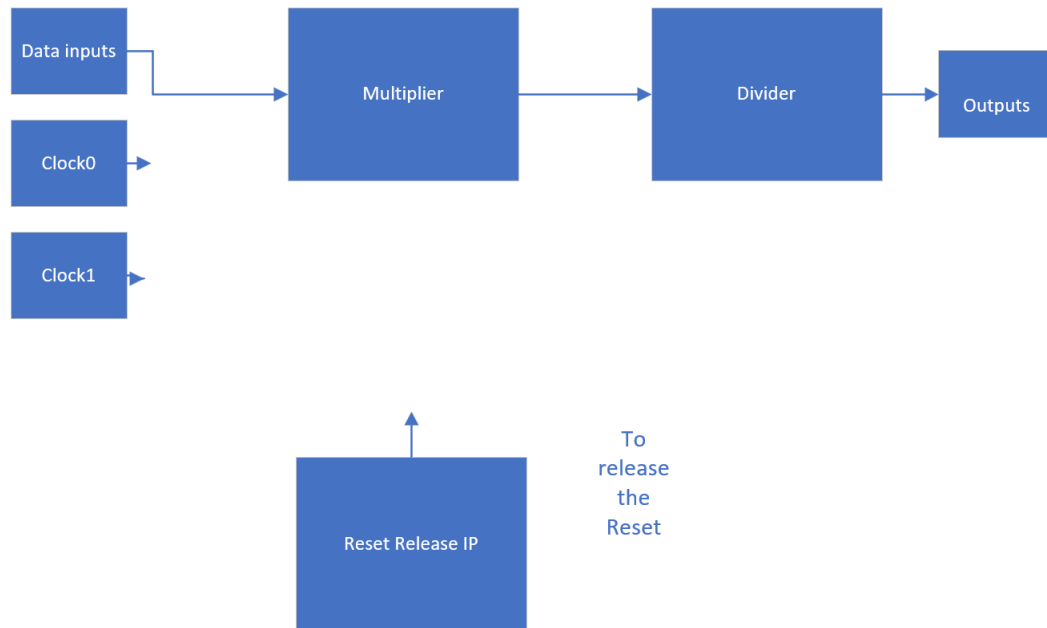 Data inputs
Multiplier
Divider
Outputs
Clock0
Clock1
Reset Release IP
To
release
the
Reset